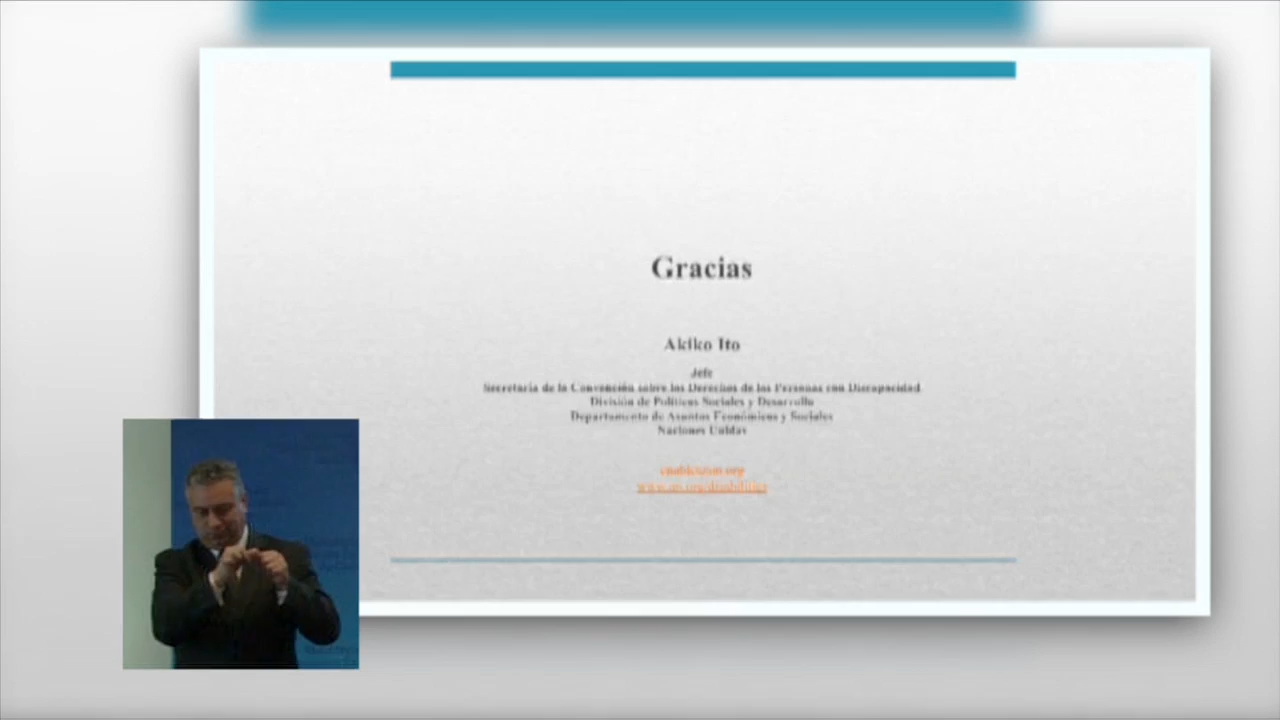 Gracias
Akiko Ito
Jefe
Secretaría de la Convención sobre los Derechos de las Personas con Discapacidad
División de Políticas Sociales y Desarrollo
Departamento de Asuntos Económicos y Sociales
Naciones Unidas
enable@un.org
www.un.org/disabilities